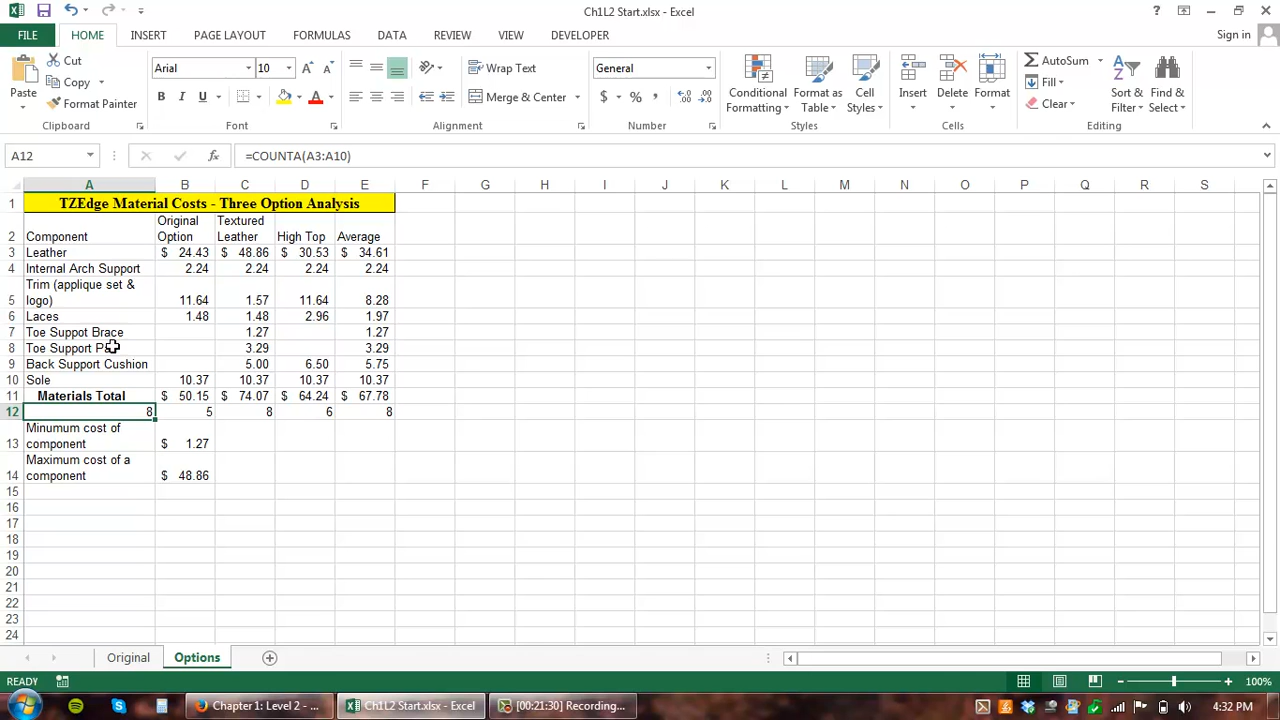 Ch1L2 Start.xlsx - Excel
FILE HOME INSERT PAGE LAYOUT FORMULAS DATA REVIEW VIEW DEVELOPER Sign in
Paste
Cut
Copy
Format Painter
Clipboard
Arial 10
B I U
Font
Wrap Text
Merge & Center
Alignment
General
$ % ,
Number
Conditional Formatting
Format as Table
Cell Styles
Styles
Insert Delete Format
Cells
AutoSum
Fill
Clear
Sort & Filter
Find & Select
Editing
A12 fx =COUNTA(A3:A10)
A B C D E F G H I J K L M N O P Q R S
1 TZEdge Material Costs - Three Option Analysis
2 Component Original Option Textured Leather High Top Average
3 Leather $ 24.43 $ 48.86 $ 30.53 $ 34.61
4 Internal Arch Support 2.24 2.24 2.24 2.24
5 Trim (applique set & logo) 11.64 1.57 11.64 8.28
6 Laces 1.48 1.48 2.96 1.97
7 Toe Suppot Brace 1.27 1.27
8 Toe Support 3.29 3.29
9 Back Support Cushion 5.00 6.50 5.75
10 Sole 10.37 10.37 10.37 10.37
11 Materials Total $ 50.15 $ 74.07 $ 64.24 $ 67.78
12 8 5 8 6 8
13 Minumum cost of component $ 1.27
14 Maximum cost of a component $ 48.86
15
16
17
18
19
20
21
22
23
24
Original Options
READY 100%
Chapter 1: Level 2 - ... Ch1L2 Start.xlsx - Excel [00:21:30] Recording... 4:32 PM